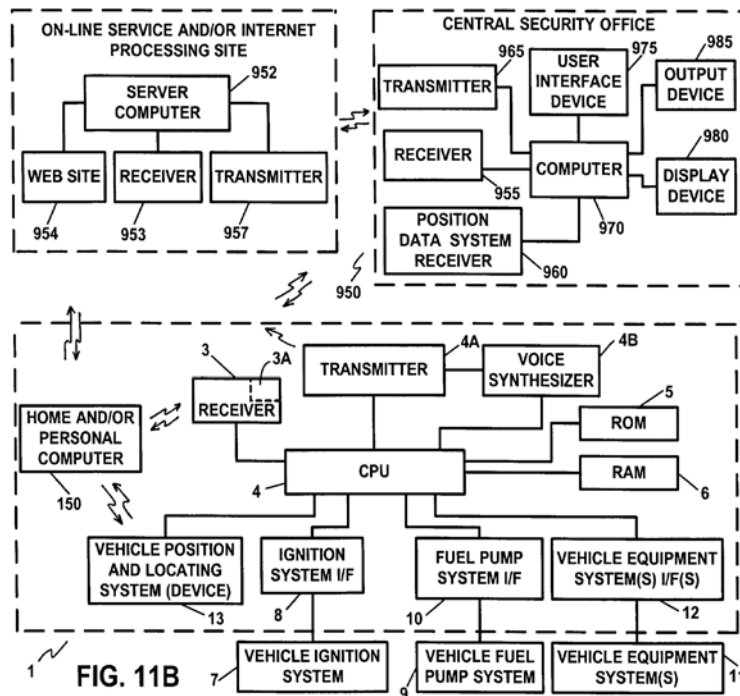 ON-LINE SERVICE AND/OR INTERNET
PROCESSING SITE
952
SERVER
COMPUTER
WEB SITE
RECEIVER
TRANSMITTER
954
953
957
CENTRAL SECURITY OFFICE
965
975
985
TRANSMITTER
USER
INTERFACE
DEVICE
OUTPUT
DEVICE
980
RECEIVER
COMPUTER
DISPLAY
DEVICE
955
970
POSITION
DATA SYSTEM
RECEIVER
960
950
3
3A
4A
4B
TRANSMITTER
VOICE
SYNTHESIZER
5
RECEIVER
HOME AND/OR
PERSONAL
COMPUTER
ROM
CPU
RAM
150
4
6
VEHICLE POSITION
AND LOCATING
SYSTEM (DEVICE)
IGNITION
SYSTEM I/F
FUEL PUMP
SYSTEM I/F
VEHICLE EQUIPMENT
SYSTEM(S) I/F(S)
13
8
10
12
1
FIG. 11B
7
VEHICLE IGNITION
SYSTEM
9
VEHICLE FUEL
PUMP SYSTEM
VEHICLE EQUIPMENT
SYSTEM(S)
11